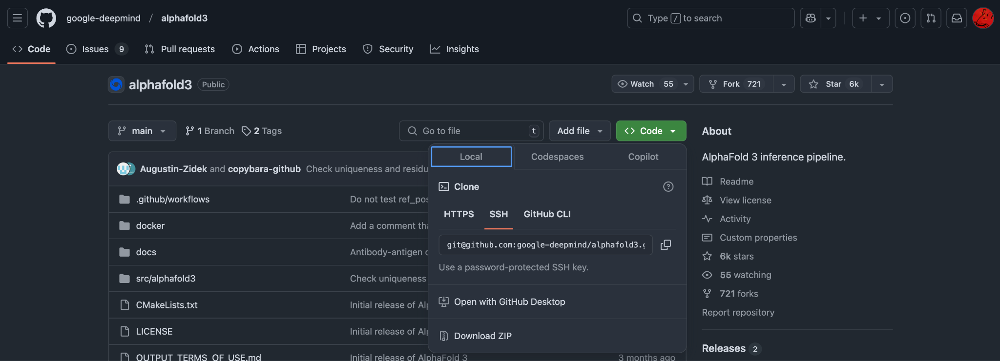 google-deepmind / alphafold3
Type / to search
Code
Issues 9
Pull requests
Actions
Projects
Security
Insights
alphafold3 Public
Watch 55
Fork 721
Star 6k
main
1 Branch
2 Tags
Go to file t
Add file
Code
Augustin-Zidek and copybara-github Check uniqueness and residu
.github/workflows Do not test ref_pos
docker Add a comment tha
docs Antibody-antigen
src/alphafold3 Check uniqueness
CMakeLists.txt Initial release of Alp
LICENSE Initial release of Alp
OUTPUT_TERMS_OF_USE.md Initial release of AlphaFold 3 3 months ago
Local
Codespaces
Copilot
Clone
HTTPS
SSH
GitHub CLI
git@github.com:google-deepmind/alphafold3.g
Use a password-protected SSH key.
Open with GitHub Desktop
Download ZIP
About
AlphaFold 3 inference pipeline.
Readme
View license
Activity
Custom properties
6k stars
55 watching
721 forks
Report repository
Releases 2